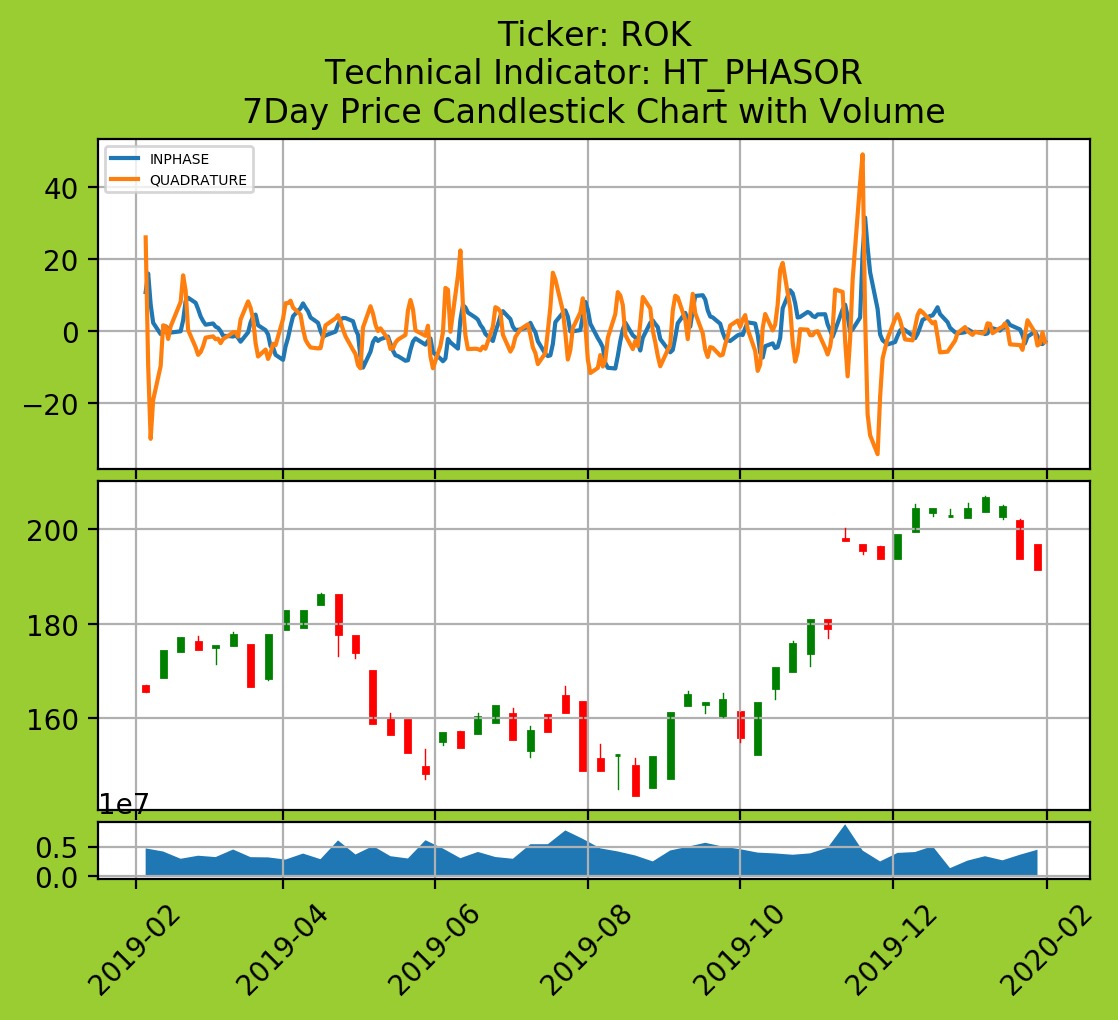 Ticker: ROK
Technical Indicator: HT_PHASOR
7Day Price Candlestick Chart with Volume
INPHASE
QUADRATURE
40
20
0
−20
200
180
160
1e7
0.5
0.0
2019-02
2019-04
2019-06
2019-08
2019-10
2019-12
2020-02